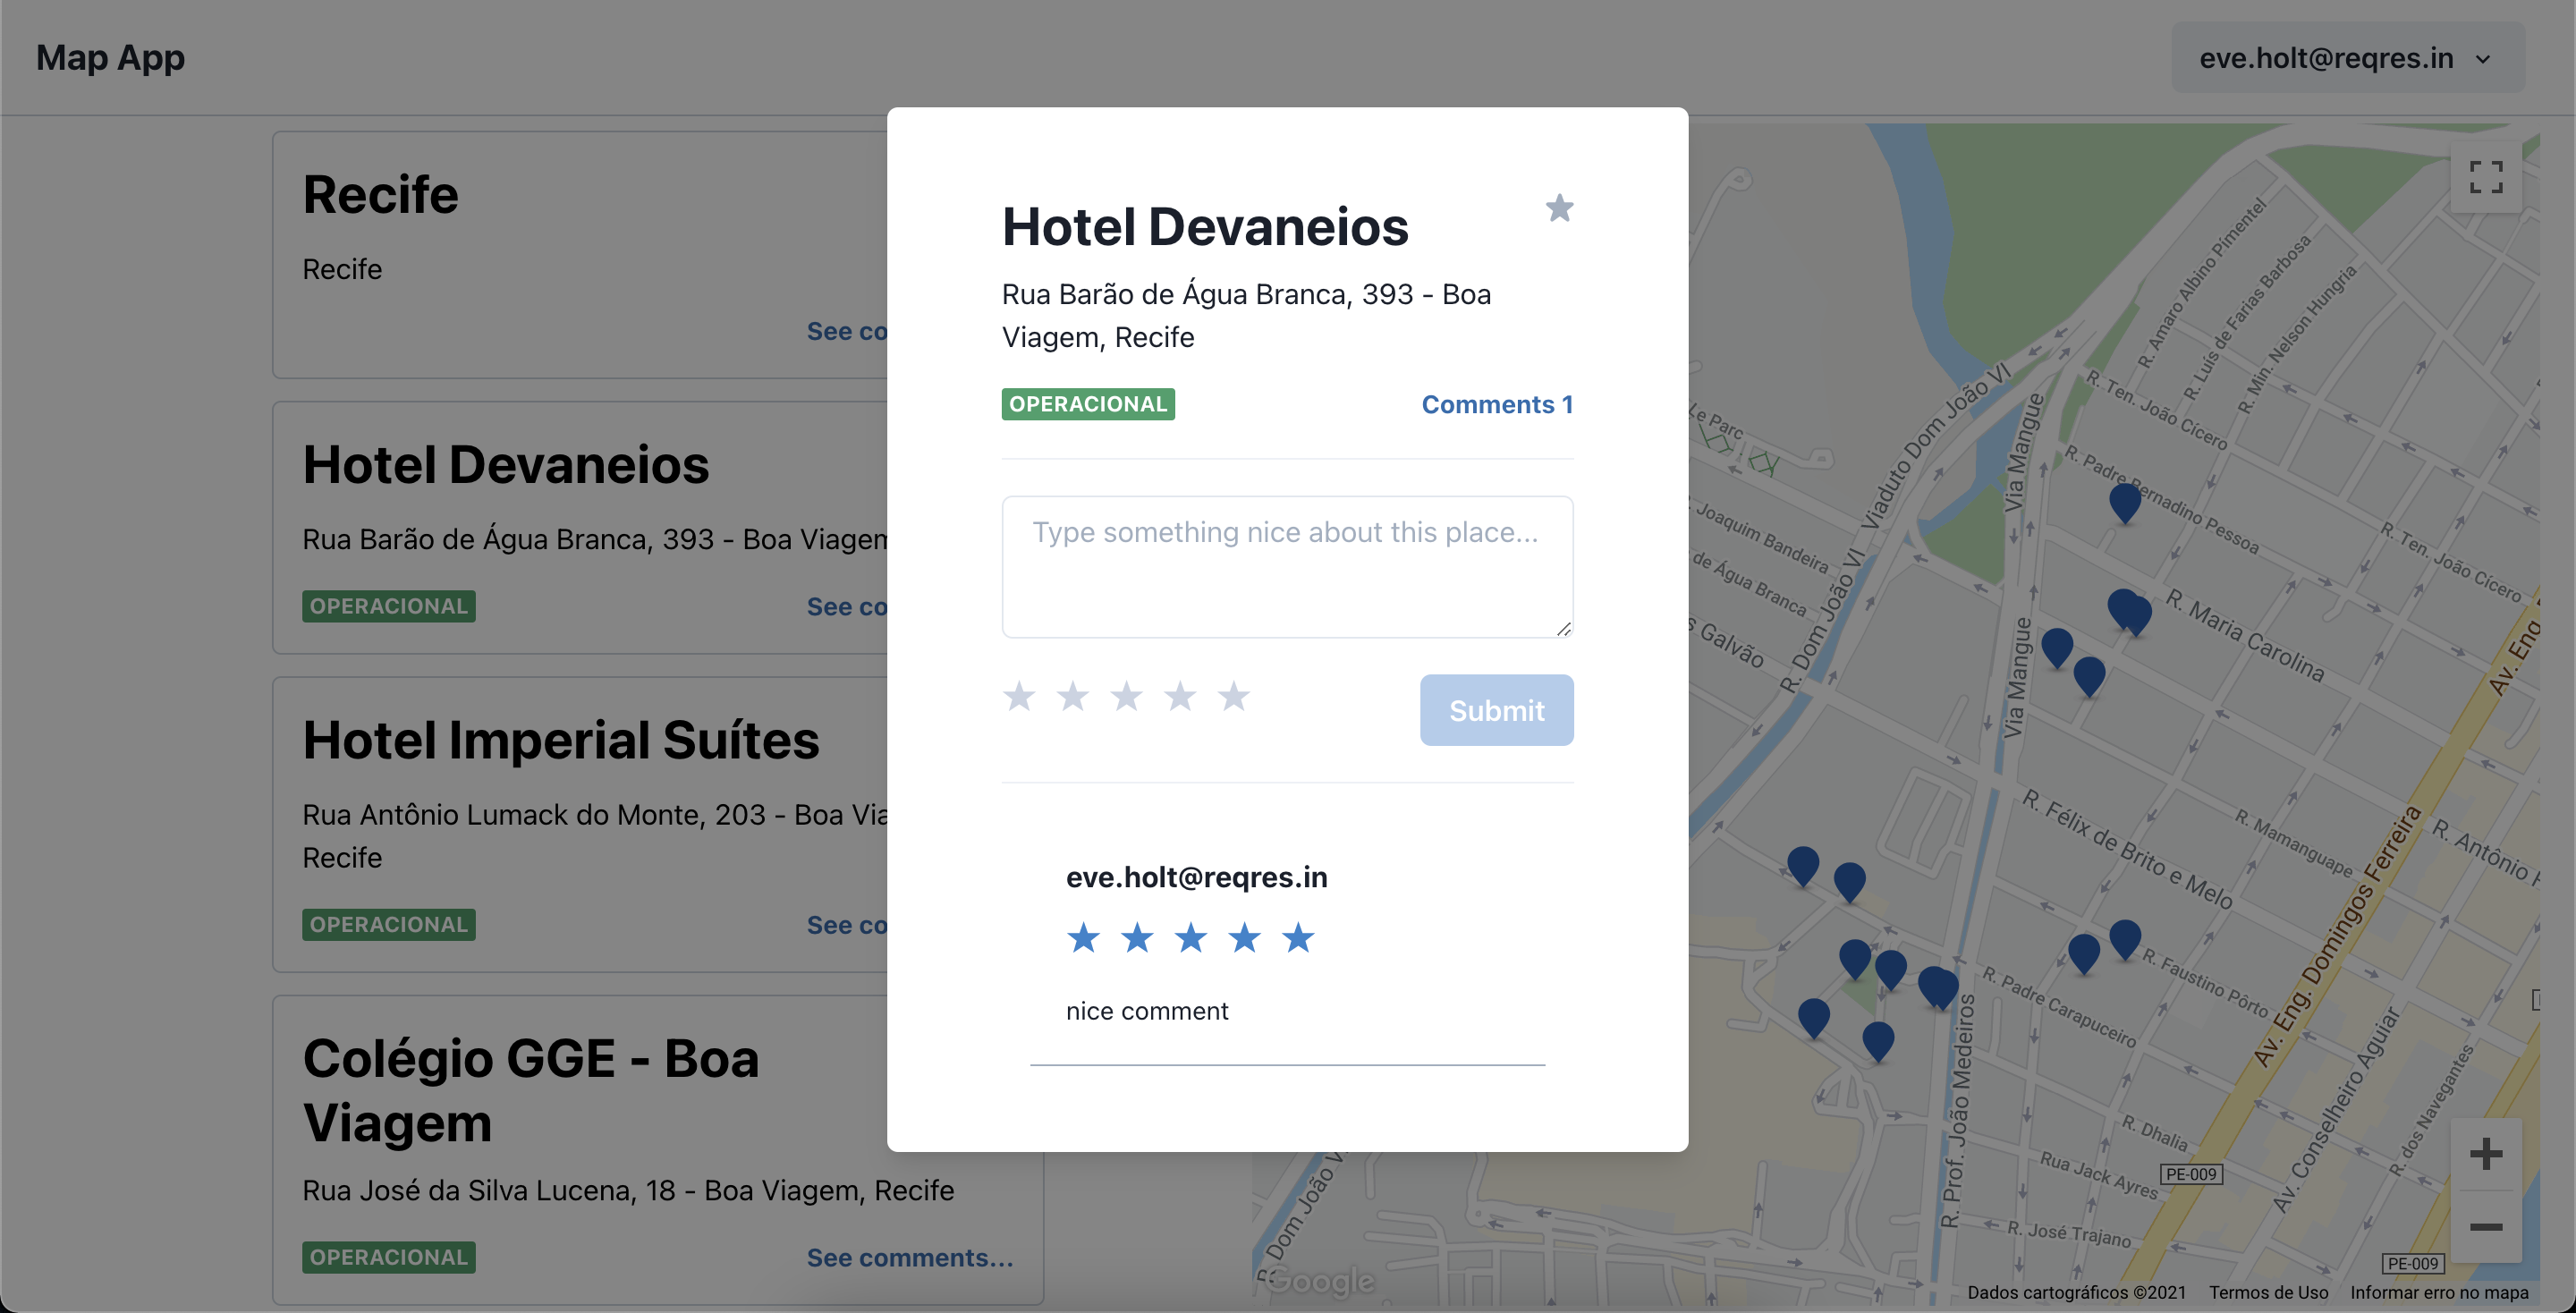 Map App
eve.holt@reqres.in
Recife
Recife
See co
Hotel Devaneios
Rua Barão de Água Branca, 393 - Boa Viagem
OPERACIONAL
See co
Hotel Imperial Suítes
Rua Antônio Lumack do Monte, 203 - Boa Via
Recife
OPERACIONAL
See co
Colégio GGE - Boa
Viagem
Rua José da Silva Lucena, 18 - Boa Viagem, Recife
OPERACIONAL
See comments...
Hotel Devaneios
Rua Barão de Água Branca, 393 - Boa
Viagem, Recife
OPERACIONAL
Comments 1
Type something nice about this place...
Submit
eve.holt@reqres.in
nice comment
R. Amaro Albino Pimentel
R. Luís de Farias Barbosa
R. Min. Nelson Hungria
Viaduto Dom João VI
Via Mangue
R. Ten. João Cícero
R. Padre Bernadino Pessoa
R. Ten. João Cícero
Le Parc
Joaquim Bandeira
de Água Branca
s Galvão
R. Dom João VI
R. Maria Carolina
Via Mangue
Av. Eng
R. Félix de Brito e Melo
R. Mamanguape
R. Antônio
Av. Eng. Domingos Ferreira
R. Faustino Pôrto
R. Padre Carapuceiro
R. Prof. João Medeiros
Av. Conselheiro Aguiar
R. dos Navegantes
R. Dhalia
Rua Jack Ayres
PE-009
R. José Trajano
PE-009
R. Dom João V
Google
Dados cartográficos ©2021
Termos de Uso
Informar erro no mapa